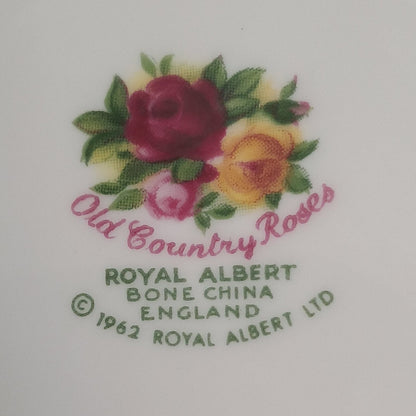 Old Country Roses
ROYAL ALBERT
BONE CHINA
ENGLAND
© 1962 ROYAL ALBERT LTD